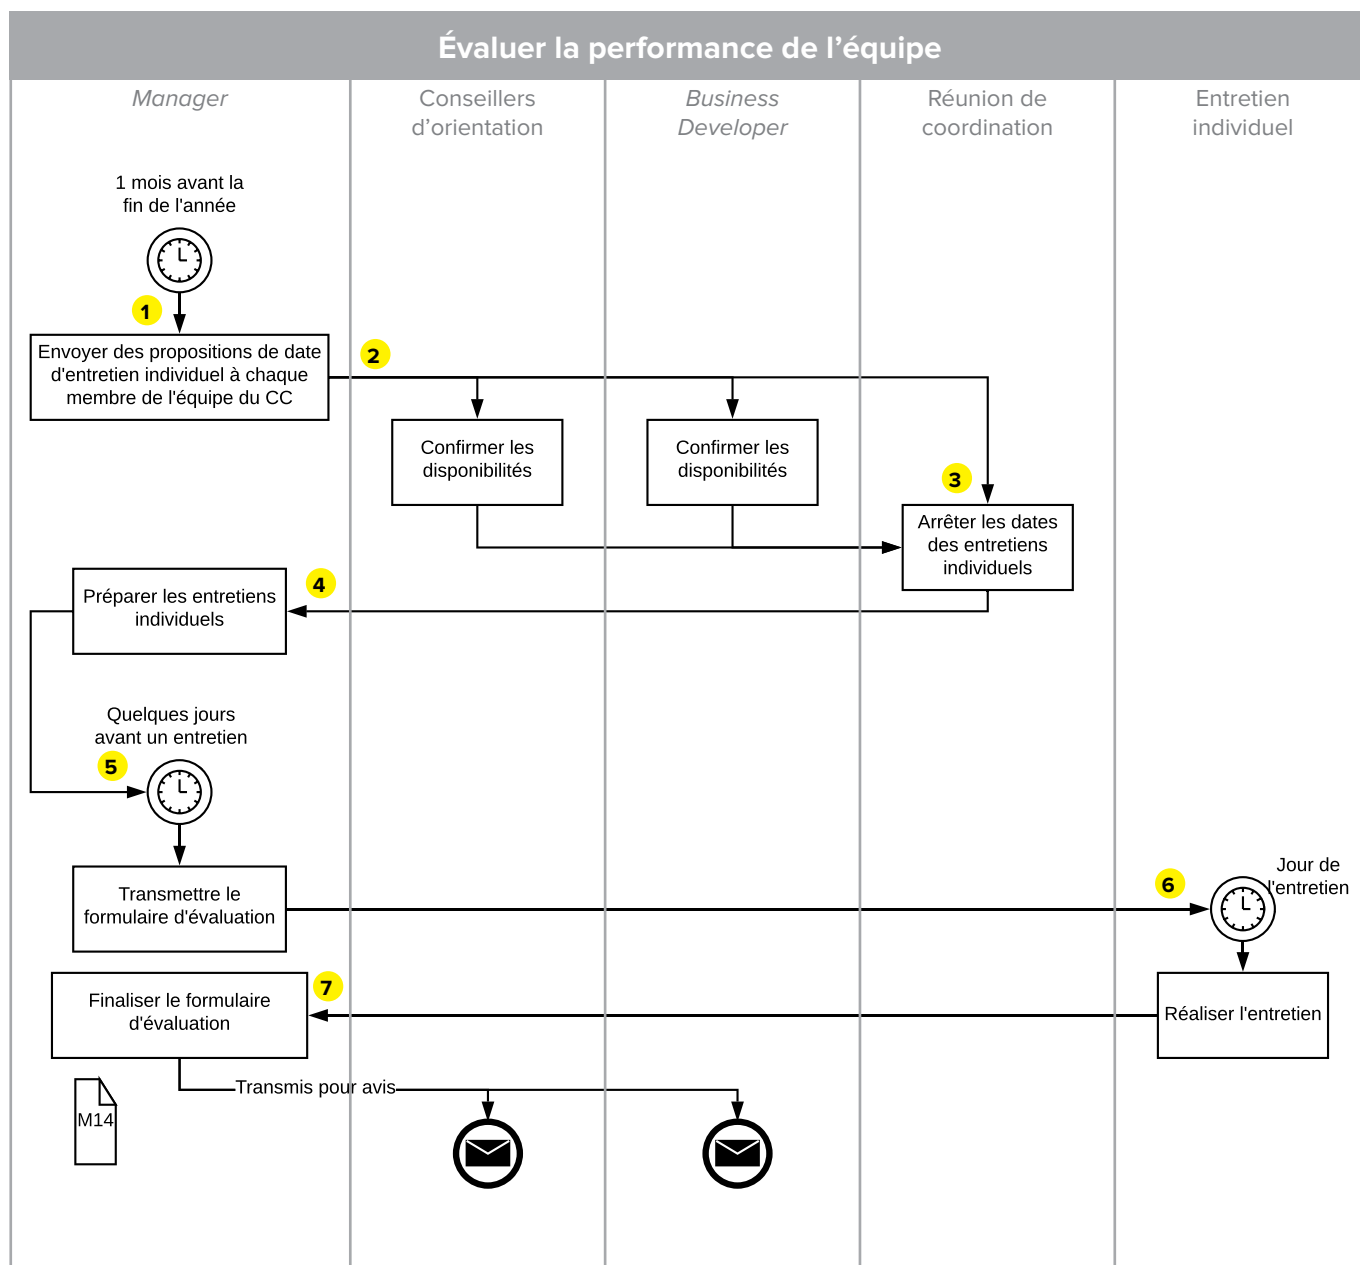 Évaluer la performance de l’équipe
Manager
Conseillers
d’orientation
Business
Developer
Réunion de
coordination
Entretien
individuel
1 mois avant la
fin de l'année
1
Envoyer des propositions de date
d'entretien individuel à chaque
membre de l'équipe du CC
2
Confirmer les
disponibilités
Confirmer les
disponibilités
3
Arrêter les dates
des entretiens
individuels
4
Préparer les entretiens
individuels
Quelques jours
avant un entretien
5
Transmettre le
formulaire d'évaluation
6
Jour de
l'entretien
Réaliser l'entretien
7
Finaliser le formulaire
d'évaluation
Transmis pour avis
M14